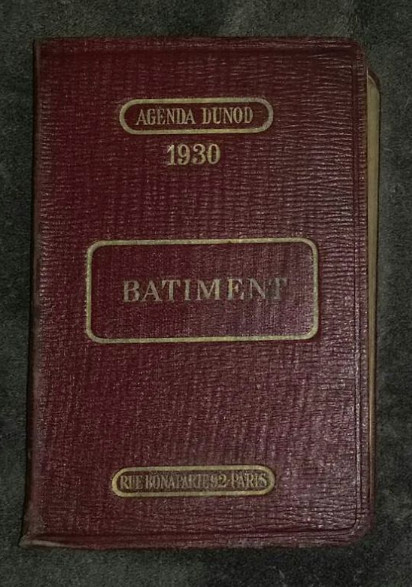 AGENDA DUNOD
1930
BATIMENT
RUE BONAPARTE 92-PARIS